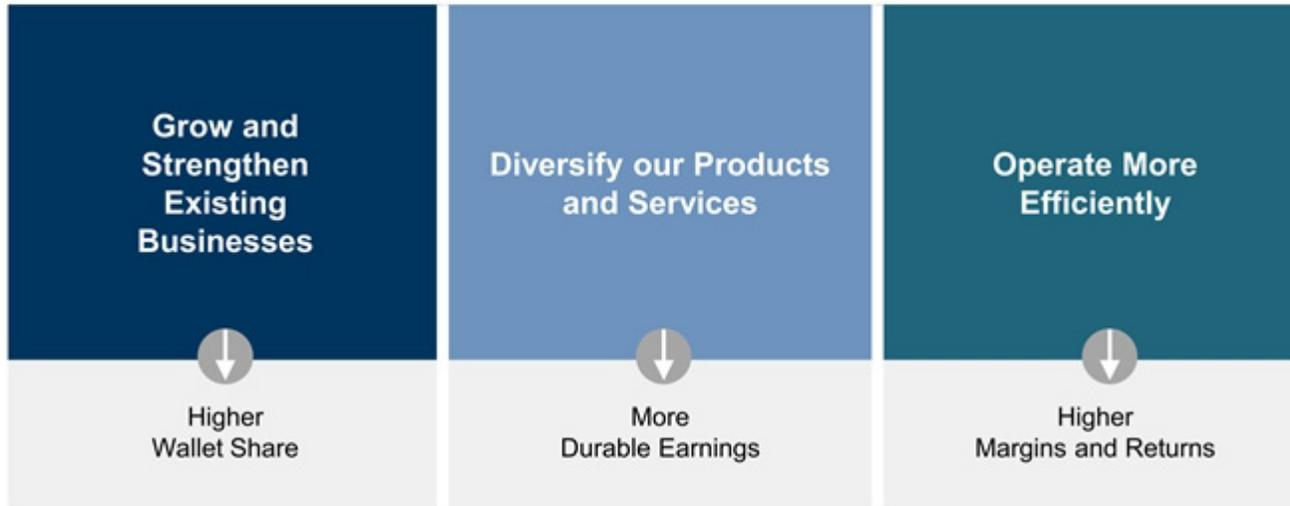 Grow and
Strengthen
Existing
Businesses
Higher
Wallet Share
Diversify our Products
and Services
More
Durable Earnings
Operate More
Efficiently
Higher
Margins and Returns